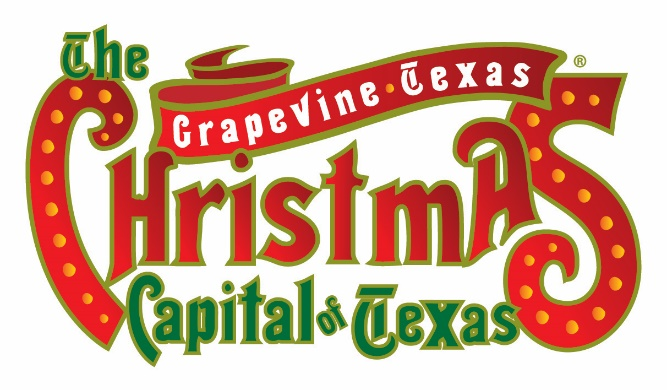 The
Grapevine • Texas ®
CHristmAS
Capital of Texas